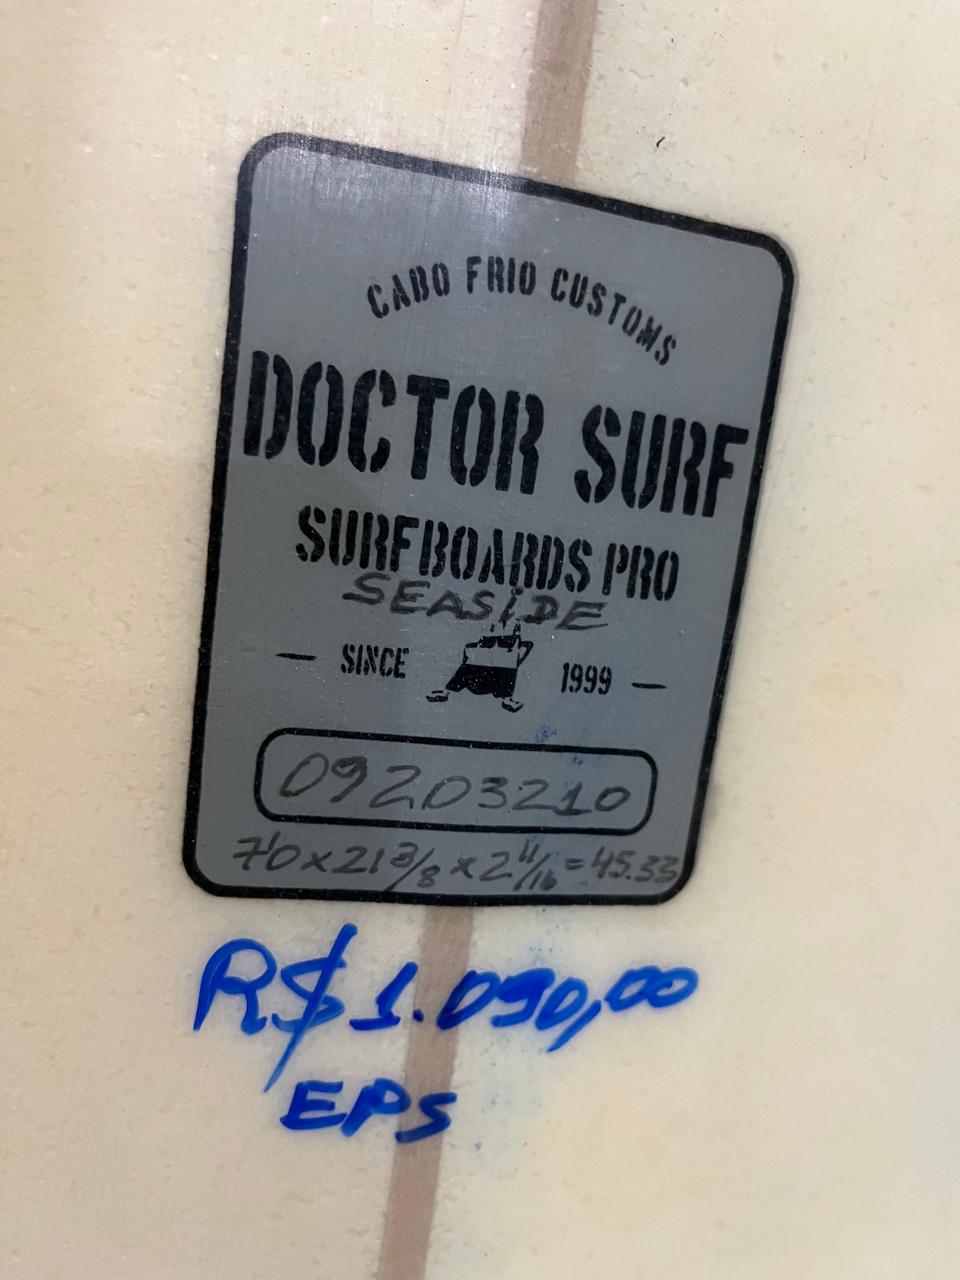 CABO FRIO CUSTOMS
DOCTOR SURF
SURFBOARDS PRO
SEASIDE
— SINCE 1999 —
09203210
7'0 x 21 3/8 x 2 11/16 = 45.33
R$ 1.090,00
EPS